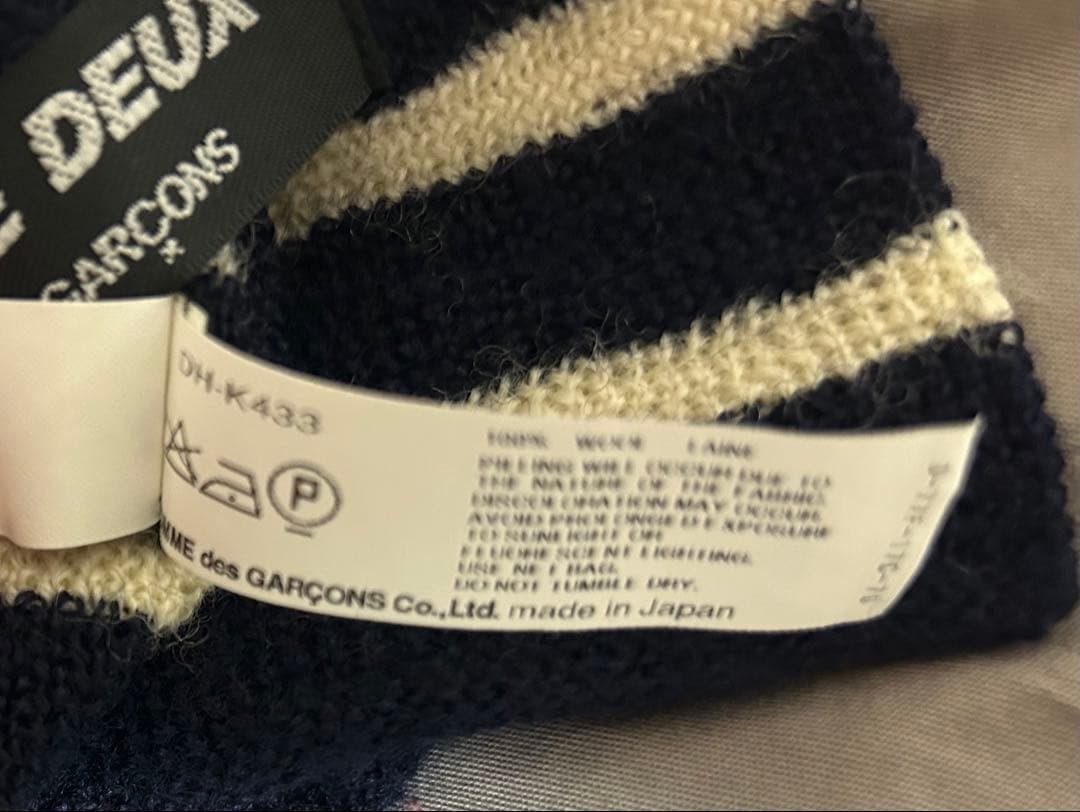 DEUX
GARÇONS
DH-K433
P
100% WOOL LAINE
PILLING WILL OCCUR DUE TO
THE NATURE OF THE FABRIC.
DISCOLORATION MAY OCCUR.
AVOID PROLONGED EXPOSURE
TO SUNLIGHT OR
FLUORESCENT LIGHTING.
USE NET BAG.
DO NOT TUMBLE DRY.
MME des GARÇONS Co.,Ltd. made in Japan